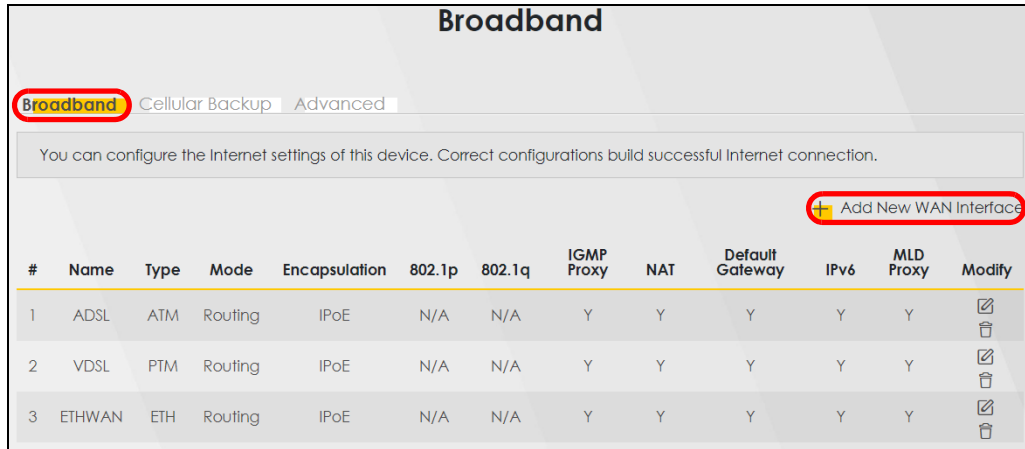 Broadband
Broadband Cellular Backup Advanced
You can configure the Internet settings of this device. Correct configurations build successful Internet connection.
+ Add New WAN Interface
# Name Type Mode Encapsulation 802.1p 802.1q IGMP Proxy NAT Default Gateway IPv6 MLD Proxy Modify
1 ADSL ATM Routing IPoE N/A N/A Y Y Y Y Y
2 VDSL PTM Routing IPoE N/A N/A Y Y Y Y Y
3 ETHWAN ETH Routing IPoE N/A N/A Y Y Y Y Y